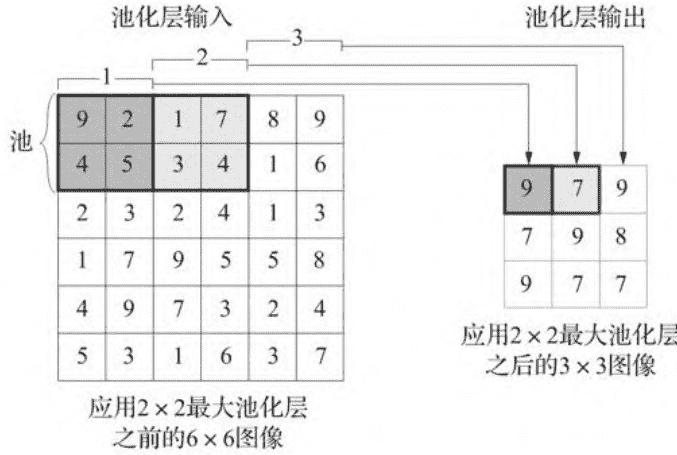 池化层输入
池化层输出
3
2
1
池
9 2 1 7 8 9
4 5 3 4 1 6
2 3 2 4 1 3
1 7 9 5 5 8
4 9 7 3 2 4
5 3 1 6 3 7
9 7 9
7 9 8
9 7 7
应用2×2最大池化层
之前的6×6图像
应用2×2最大池化层
之后的3×3图像